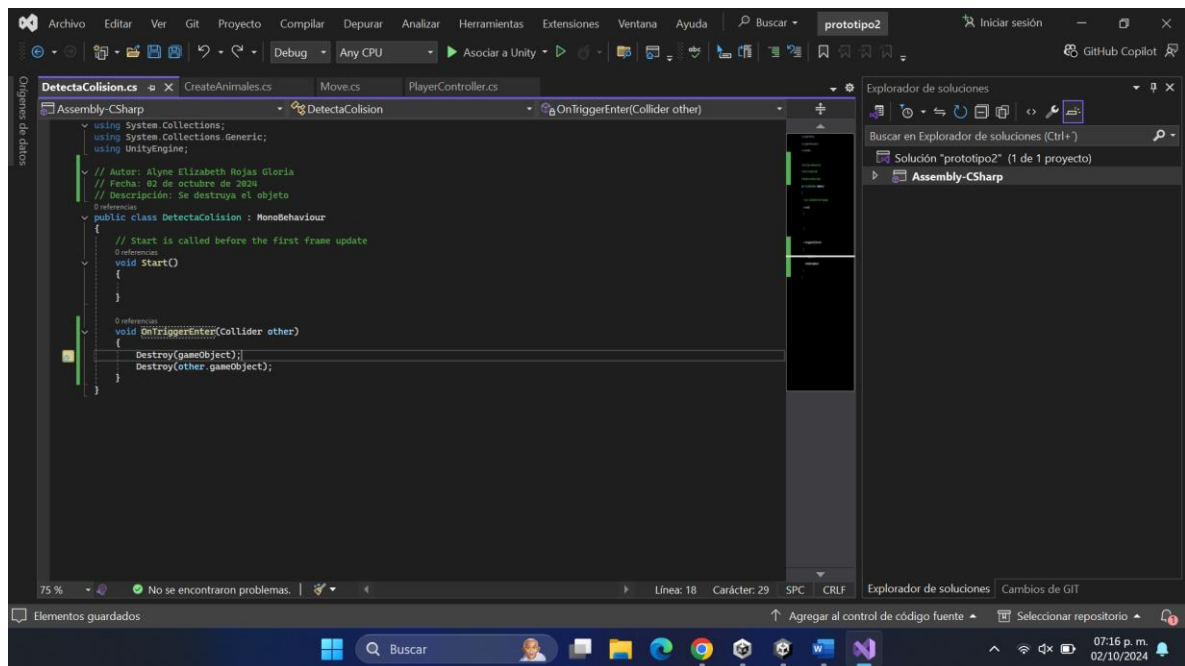 Archivo Editar Ver Git Proyecto Compilar Depurar Analizar Herramientas Extensiones Ventana Ayuda Buscar prototipo2 Iniciar sesión
Debug Any CPU Asociar a Unity GitHub Copilot
Orígenes de datos
DetectaColision.cs CreateAnimales.cs Move.cs PlayerController.cs
Assembly-CSharp DetectaColision OnTriggerEnter(Collider other)
using System.Collections;
using System.Collections.Generic;
using UnityEngine;
// Autor: Alyne Elizabeth Rojas Gloria
// Fecha: 02 de octubre de 2024
// Descripción: Se destruya el objeto
0 referencias
public class DetectaColision : MonoBehaviour
{
// Start is called before the first frame update
0 referencias
void Start()
{
}
0 referencias
void OnTriggerEnter(Collider other)
{
Destroy(gameObject);
Destroy(other.gameObject);
}
}
75 % No se encontraron problemas. Línea: 18 Carácter: 29 SPC CRLF
Explorador de soluciones
Buscar en Explorador de soluciones (Ctrl+´)
Solución "prototipo2" (1 de 1 proyecto)
Assembly-CSharp
Explorador de soluciones Cambios de GIT
Elementos guardados Agregar al control de código fuente Seleccionar repositorio
Buscar
07:16 p. m.
02/10/2024